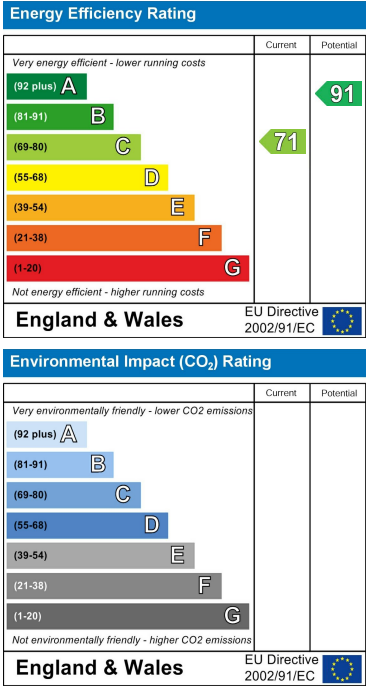 Energy Efficiency Rating
Current Potential
Very energy efficient - lower running costs
(92 plus) A
(81-91) B
(69-80) C
(55-68) D
(39-54) E
(21-38) F
(1-20) G
71
91
Not energy efficient - higher running costs
England & Wales
EU Directive
2002/91/EC
Environmental Impact (CO₂) Rating
Current Potential
Very environmentally friendly - lower CO2 emissions
(92 plus) A
(81-91) B
(69-80) C
(55-68) D
(39-54) E
(21-38) F
(1-20) G
Not environmentally friendly - higher CO2 emissions
England & Wales
EU Directive
2002/91/EC